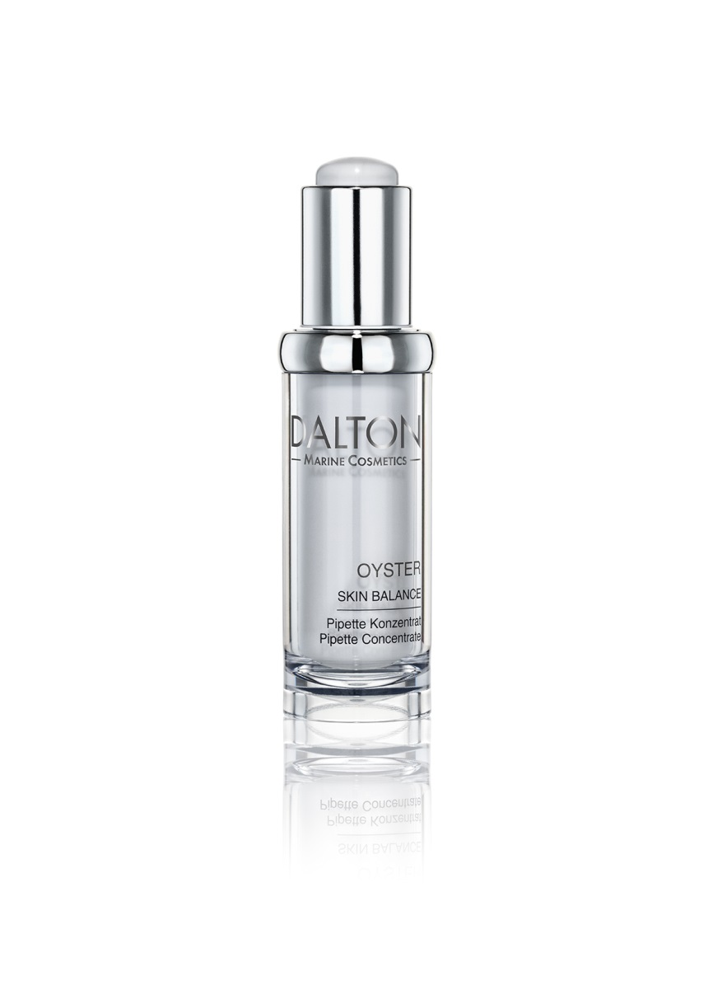 DALTON
MARINE COSMETICS
OYSTER
SKIN BALANCE
Pipette Konzentrat
Pipette Concentrate